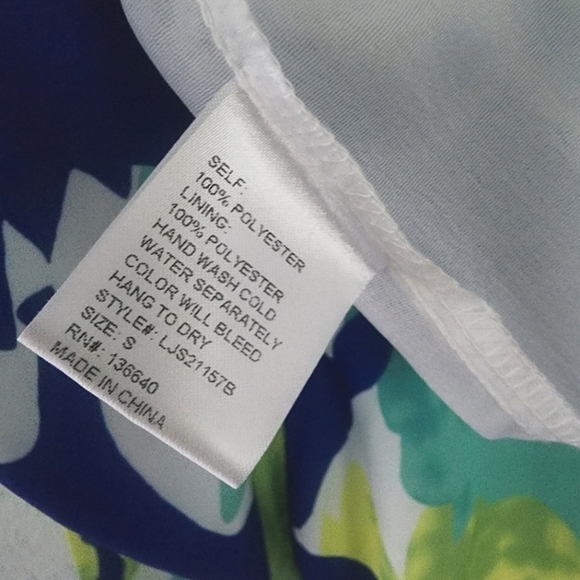 SELF:
100% POLYESTER
LINING:
100% POLYESTER
HAND WASH COLD
WATER SEPARATELY
COLOR WILL BLEED
HANG TO DRY
STYLE#: LJS21157B
SIZE: S
RN#: 136640
MADE IN CHINA